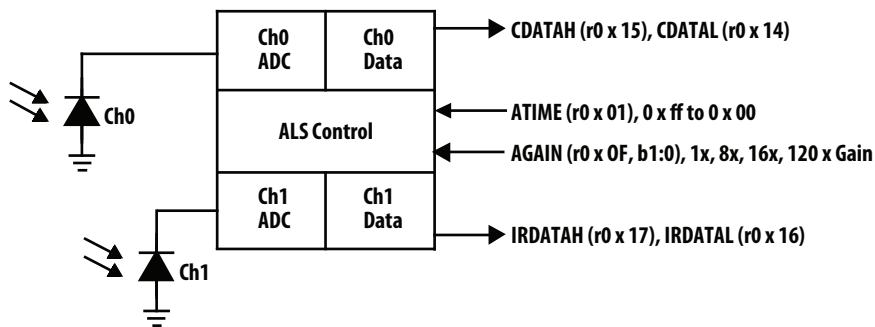 Ch0
ADC
Ch0
Data
CDATAH (r0 x 15), CDATAL (r0 x 14)
Ch0
ALS Control
ATIME (r0 x 01), 0 x ff to 0 x 00
AGAIN (r0 x OF, b1:0), 1x, 8x, 16x, 120 x Gain
Ch1
ADC
Ch1
Data
IRDATAH (r0 x 17), IRDATAL (r0 x 16)
Ch1